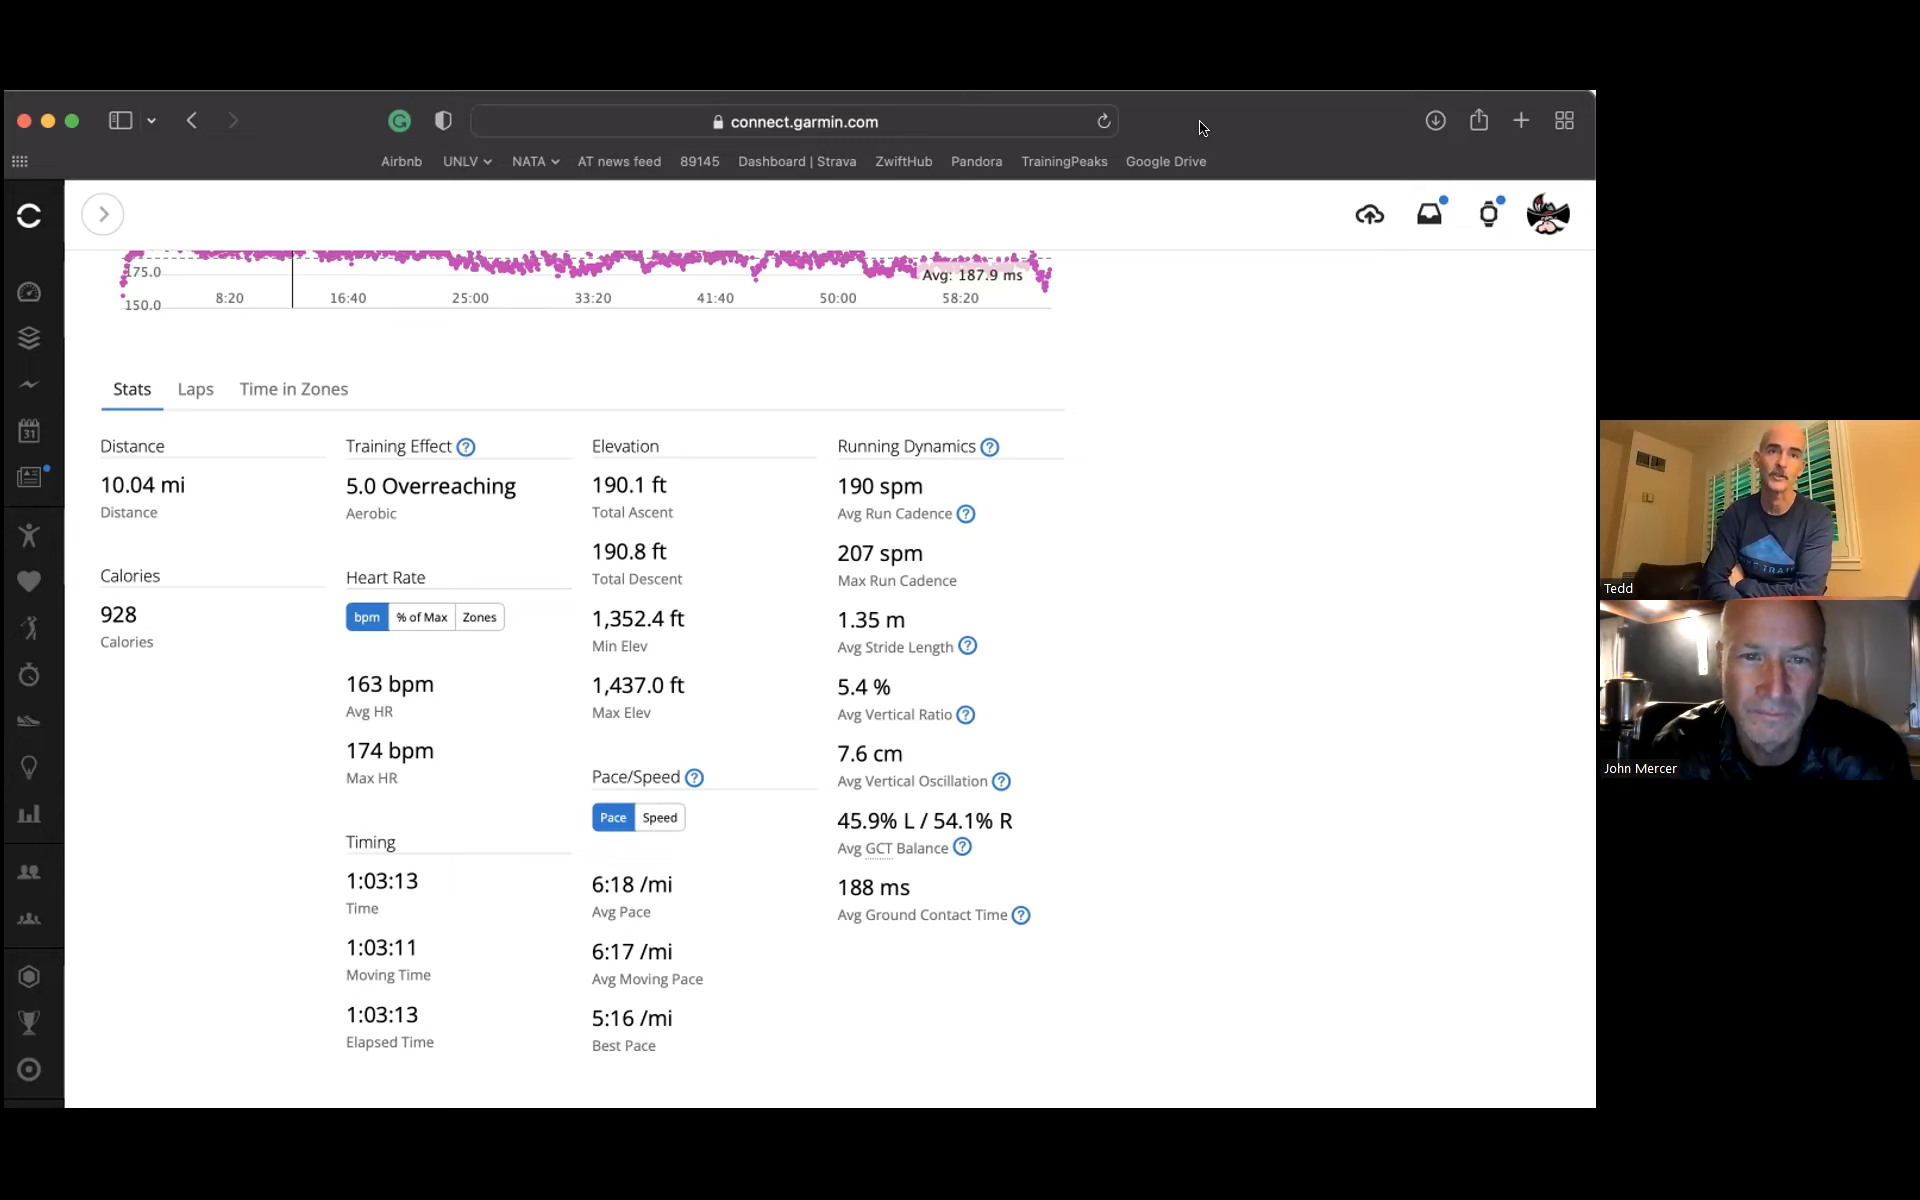 connect.garmin.com
Airbnb UNLV NATA AT news feed 89145 Dashboard | Strava ZwiftHub Pandora TrainingPeaks Google Drive
175.0
Avg: 187.9 ms
150.0 8:20 16:40 25:00 33:20 41:40 50:00 58:20
31
Stats Laps Time in Zones
Distance
10.04 mi
Distance
Calories
928
Calories
Training Effect ?
5.0 Overreaching
Aerobic
Heart Rate
bpm % of Max Zones
163 bpm
Avg HR
174 bpm
Max HR
Timing
1:03:13
Time
1:03:11
Moving Time
1:03:13
Elapsed Time
Elevation
190.1 ft
Total Ascent
190.8 ft
Total Descent
1,352.4 ft
Min Elev
1,437.0 ft
Max Elev
Pace/Speed ?
Pace Speed
6:18 /mi
Avg Pace
6:17 /mi
Avg Moving Pace
5:16 /mi
Best Pace
Running Dynamics ?
190 spm
Avg Run Cadence ?
207 spm
Max Run Cadence
1.35 m
Avg Stride Length ?
5.4 %
Avg Vertical Ratio ?
7.6 cm
Avg Vertical Oscillation ?
45.9% L / 54.1% R
Avg GCT Balance ?
188 ms
Avg Ground Contact Time ?
Tedd
John Mercer